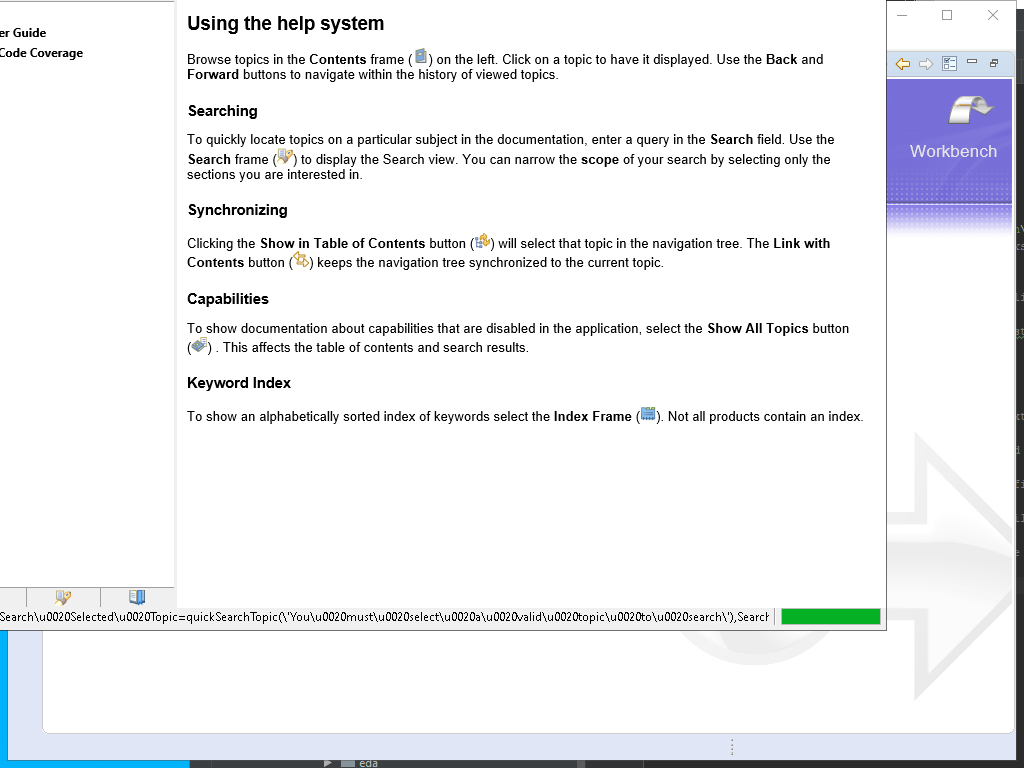 er Guide
Code Coverage
Using the help system
Browse topics in the Contents frame ( ) on the left. Click on a topic to have it displayed. Use the Back and
Forward buttons to navigate within the history of viewed topics.
Searching
To quickly locate topics on a particular subject in the documentation, enter a query in the Search field. Use the
Search frame ( ) to display the Search view. You can narrow the scope of your search by selecting only the
sections you are interested in.
Synchronizing
Clicking the Show in Table of Contents button ( ) will select that topic in the navigation tree. The Link with
Contents button ( ) keeps the navigation tree synchronized to the current topic.
Capabilities
To show documentation about capabilities that are disabled in the application, select the Show All Topics button
( ) . This affects the table of contents and search results.
Keyword Index
To show an alphabetically sorted index of keywords select the Index Frame ( ). Not all products contain an index.
Workbench
Search\u0020Selected\u0020Topic=quickSearchTopic(\'You\u0020must\u0020select\u0020a\u0020valid\u0020topic\u0020to\u0020search\'),Search
eda